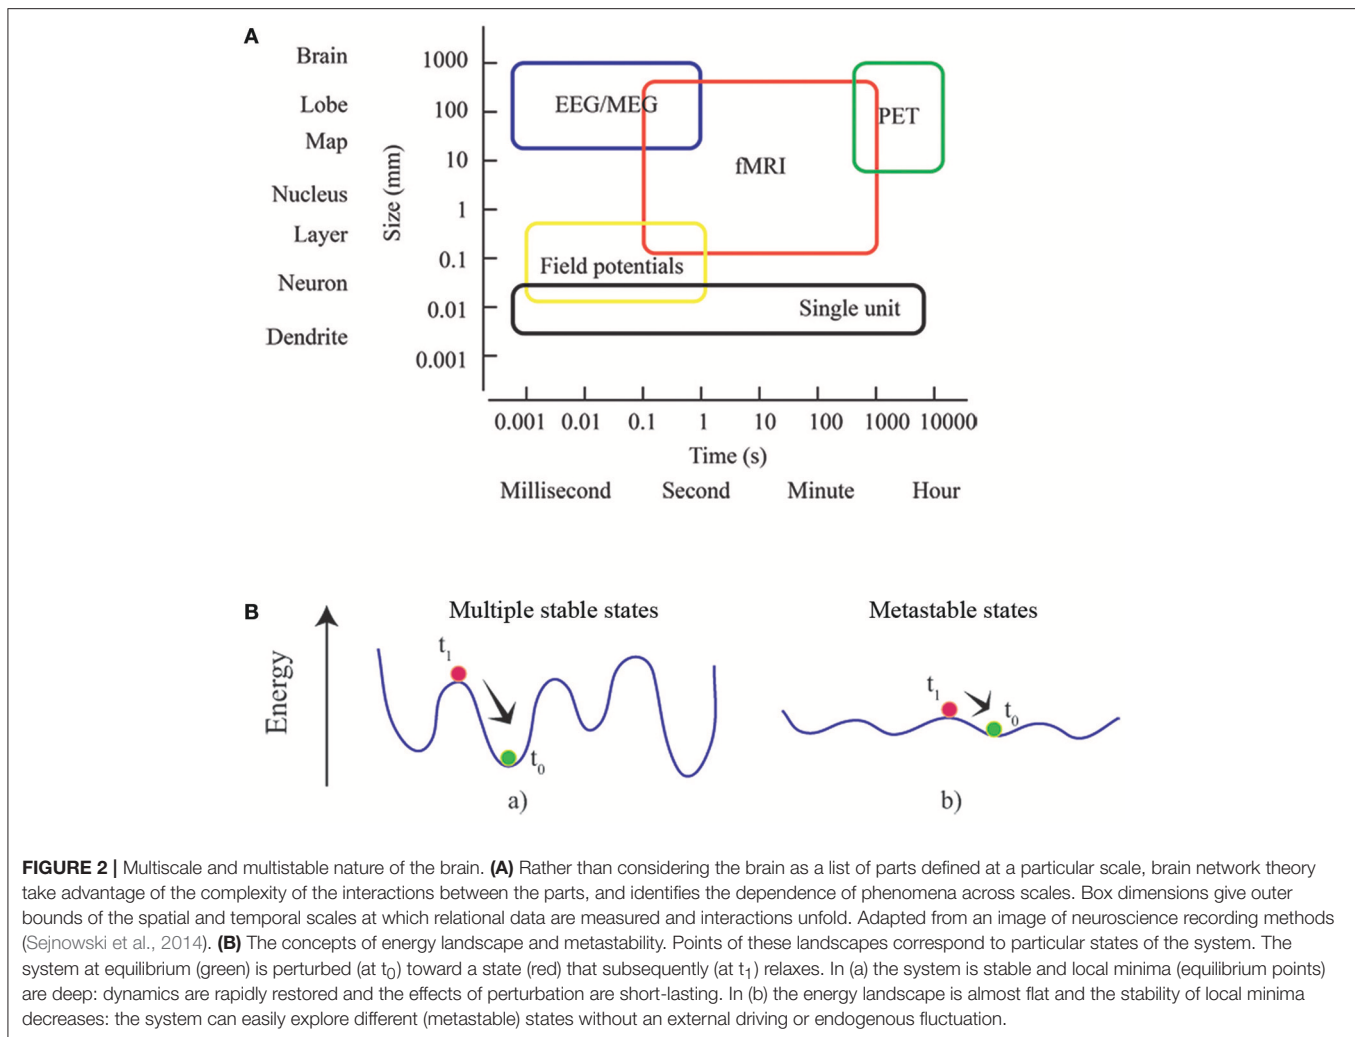 A
Brain
Lobe
Map
Nucleus
Layer
Neuron
Dendrite
Size (mm)
1000
100
10
1
0.1
0.01
0.001
EEG/MEG
PET
fMRI
Field potentials
Single unit
0.001 0.01 0.1 1 10 100 1000 10000
Time (s)
Millisecond Second Minute Hour
B
Energy
Multiple stable states
t1
t0
a)
Metastable states
t1
t0
b)
FIGURE 2 | Multiscale and multistable nature of the brain. (A) Rather than considering the brain as a list of parts defined at a particular scale, brain network theory
take advantage of the complexity of the interactions between the parts, and identifies the dependence of phenomena across scales. Box dimensions give outer
bounds of the spatial and temporal scales at which relational data are measured and interactions unfold. Adapted from an image of neuroscience recording methods
(Sejnowski et al., 2014). (B) The concepts of energy landscape and metastability. Points of these landscapes correspond to particular states of the system. The
system at equilibrium (green) is perturbed (at t0) toward a state (red) that subsequently (at t1) relaxes. In (a) the system is stable and local minima (equilibrium points)
are deep: dynamics are rapidly restored and the effects of perturbation are short-lasting. In (b) the energy landscape is almost flat and the stability of local minima
decreases: the system can easily explore different (metastable) states without an external driving or endogenous fluctuation.